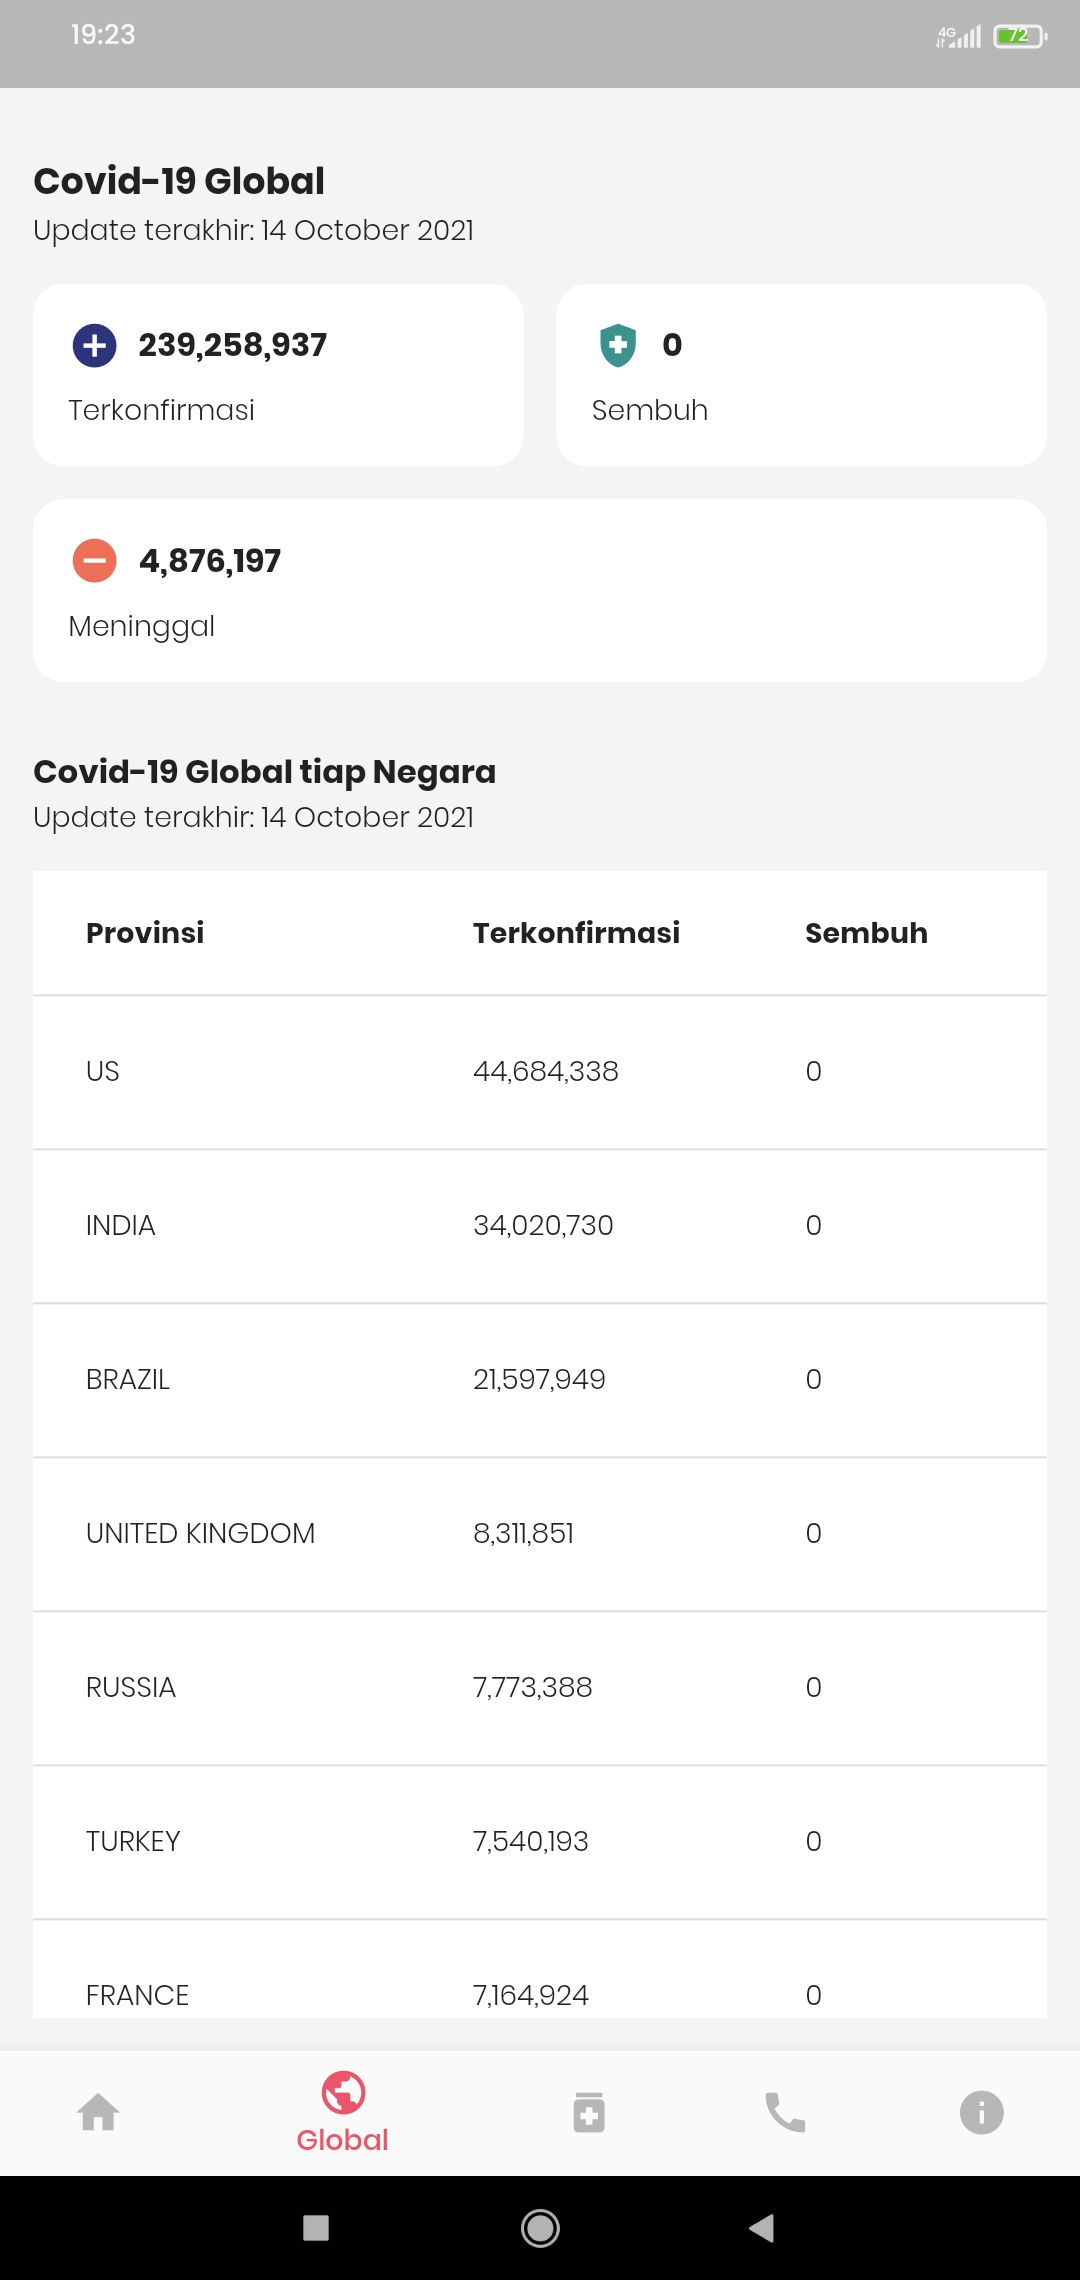 19:23
4G 72
Covid-19 Global
Update terakhir: 14 October 2021
239,258,937
Terkonfirmasi
0
Sembuh
4,876,197
Meninggal
Covid-19 Global tiap Negara
Update terakhir: 14 October 2021
Provinsi Terkonfirmasi Sembuh
US 44,684,338 0
INDIA 34,020,730 0
BRAZIL 21,597,949 0
UNITED KINGDOM 8,311,851 0
RUSSIA 7,773,388 0
TURKEY 7,540,193 0
FRANCE 7,164,924 0
Global